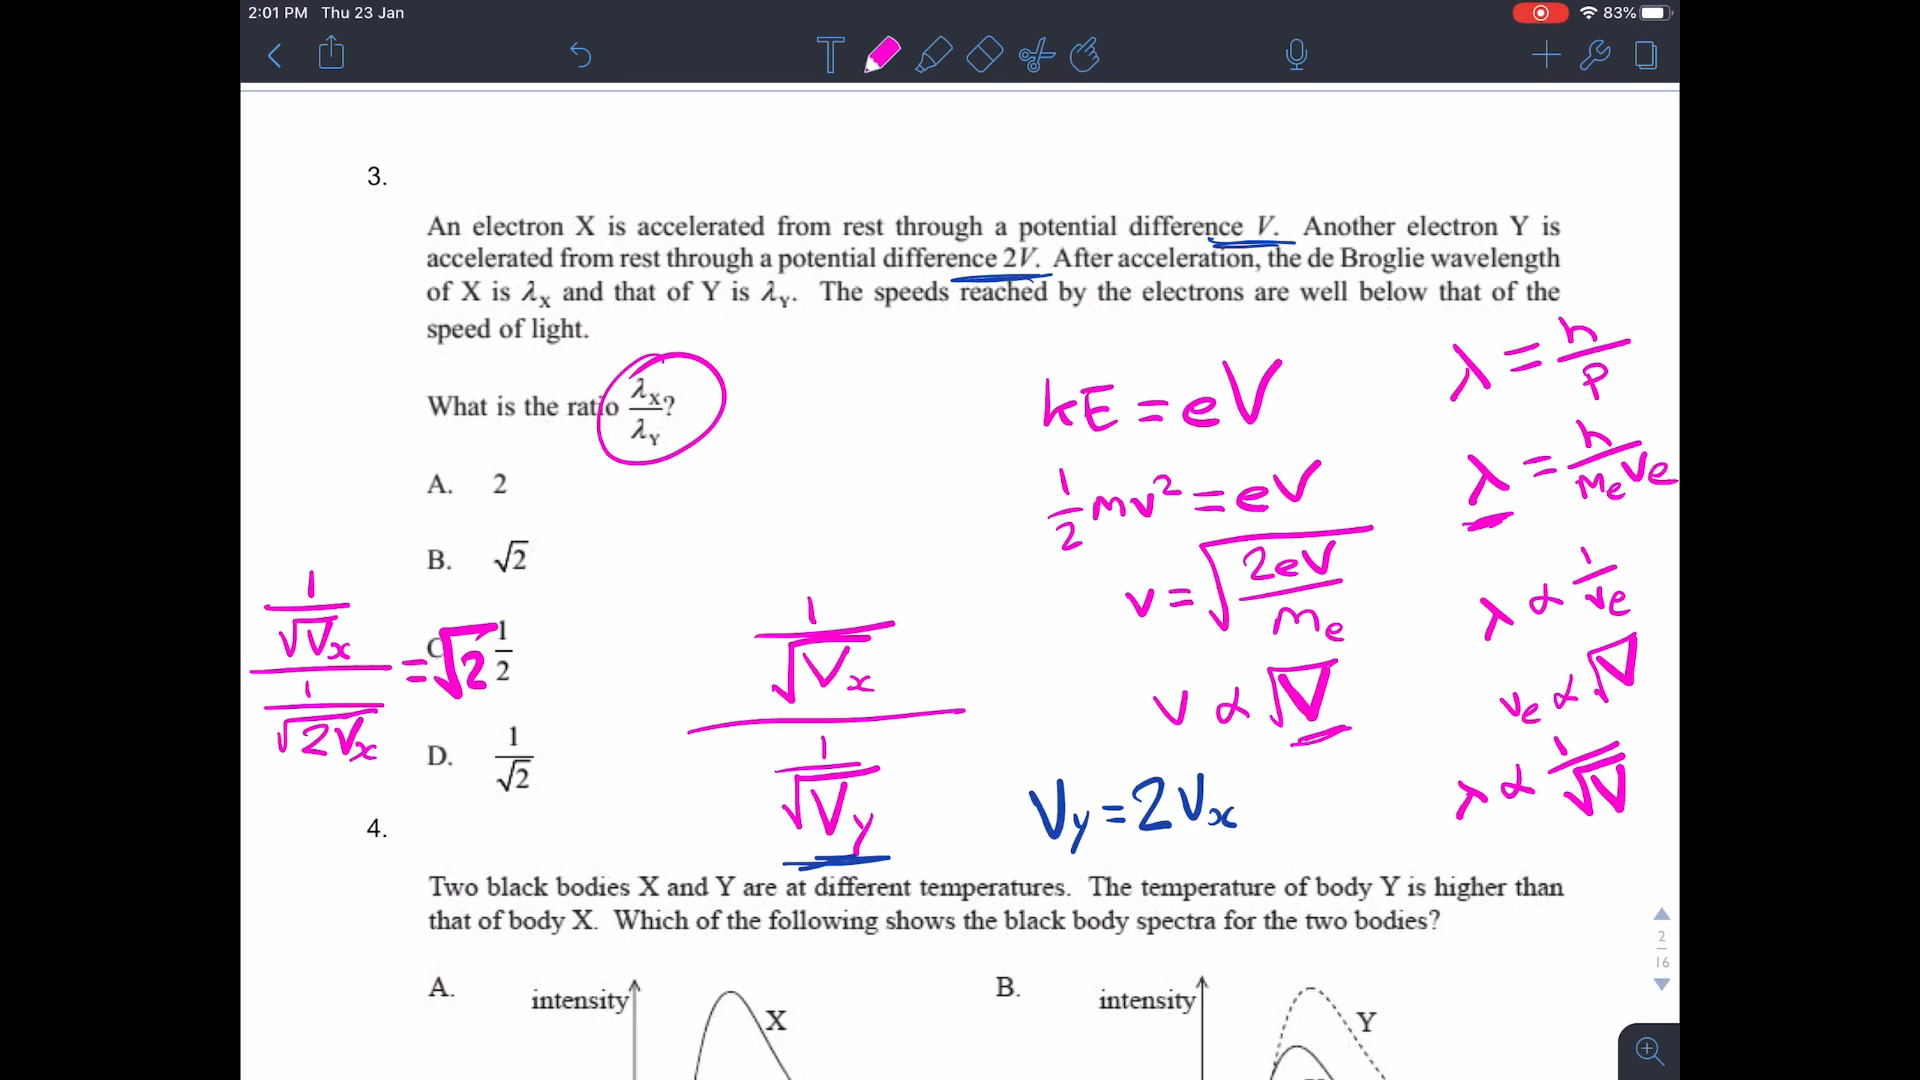 2:01 PM Thu 23 Jan
83%
3.
An electron X is accelerated from rest through a potential difference V. Another electron Y is
accelerated from rest through a potential difference 2V. After acceleration, the de Broglie wavelength
of X is λX and that of Y is λY. The speeds reached by the electrons are well below that of the
speed of light.
What is the ratio λX/λY?
A. 2
B. √2
C 1/2
D. 1/√2
λ = h/p
λ = h/(me ve)
λ ∝ 1/ve
ve ∝ √V
λ ∝ 1/√V
kE = eV
1/2 mv² = eV
v = √(2eV/me)
v ∝ √V
Vy = 2Vx
(1/√Vx)/(1/√Vy)
(1/√Vx)/(1/√2Vx) = √2
4.
Two black bodies X and Y are at different temperatures. The temperature of body Y is higher than
that of body X. Which of the following shows the black body spectra for the two bodies?
A. intensity X
B. intensity Y
2
16